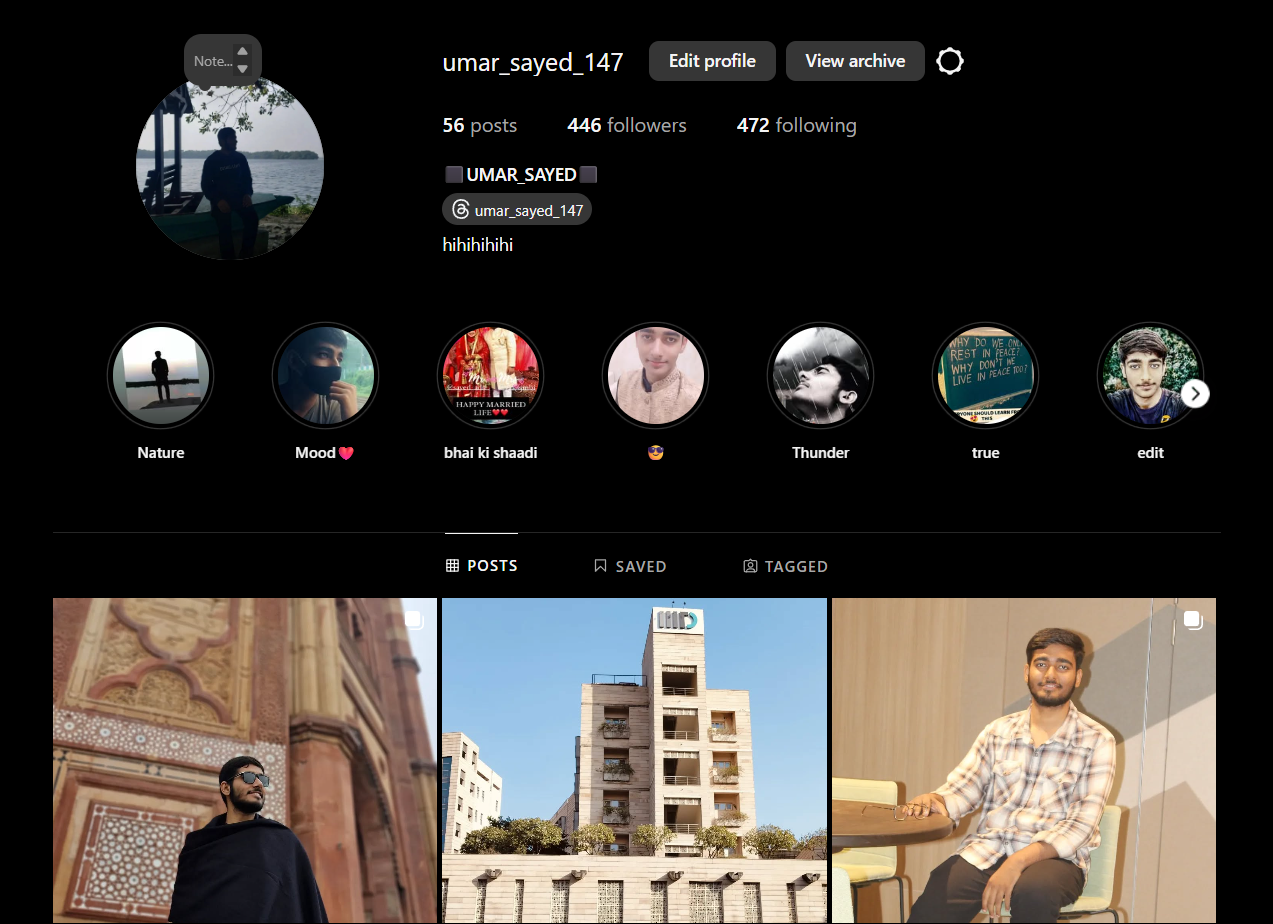 Note...
umar_sayed_147 Edit profile View archive
56 posts 446 followers 472 following
UMAR_SAYED
umar_sayed_147
hihihihihi
HAPPY MARRIED
LIFE❤❤
WHY DO WE ONLY
REST IN PEACE?
WHY DON'T WE
LIVE IN PEACE TOO?
THIS
Nature Mood bhai ki shaadi 😎 Thunder true edit
POSTS SAVED TAGGED